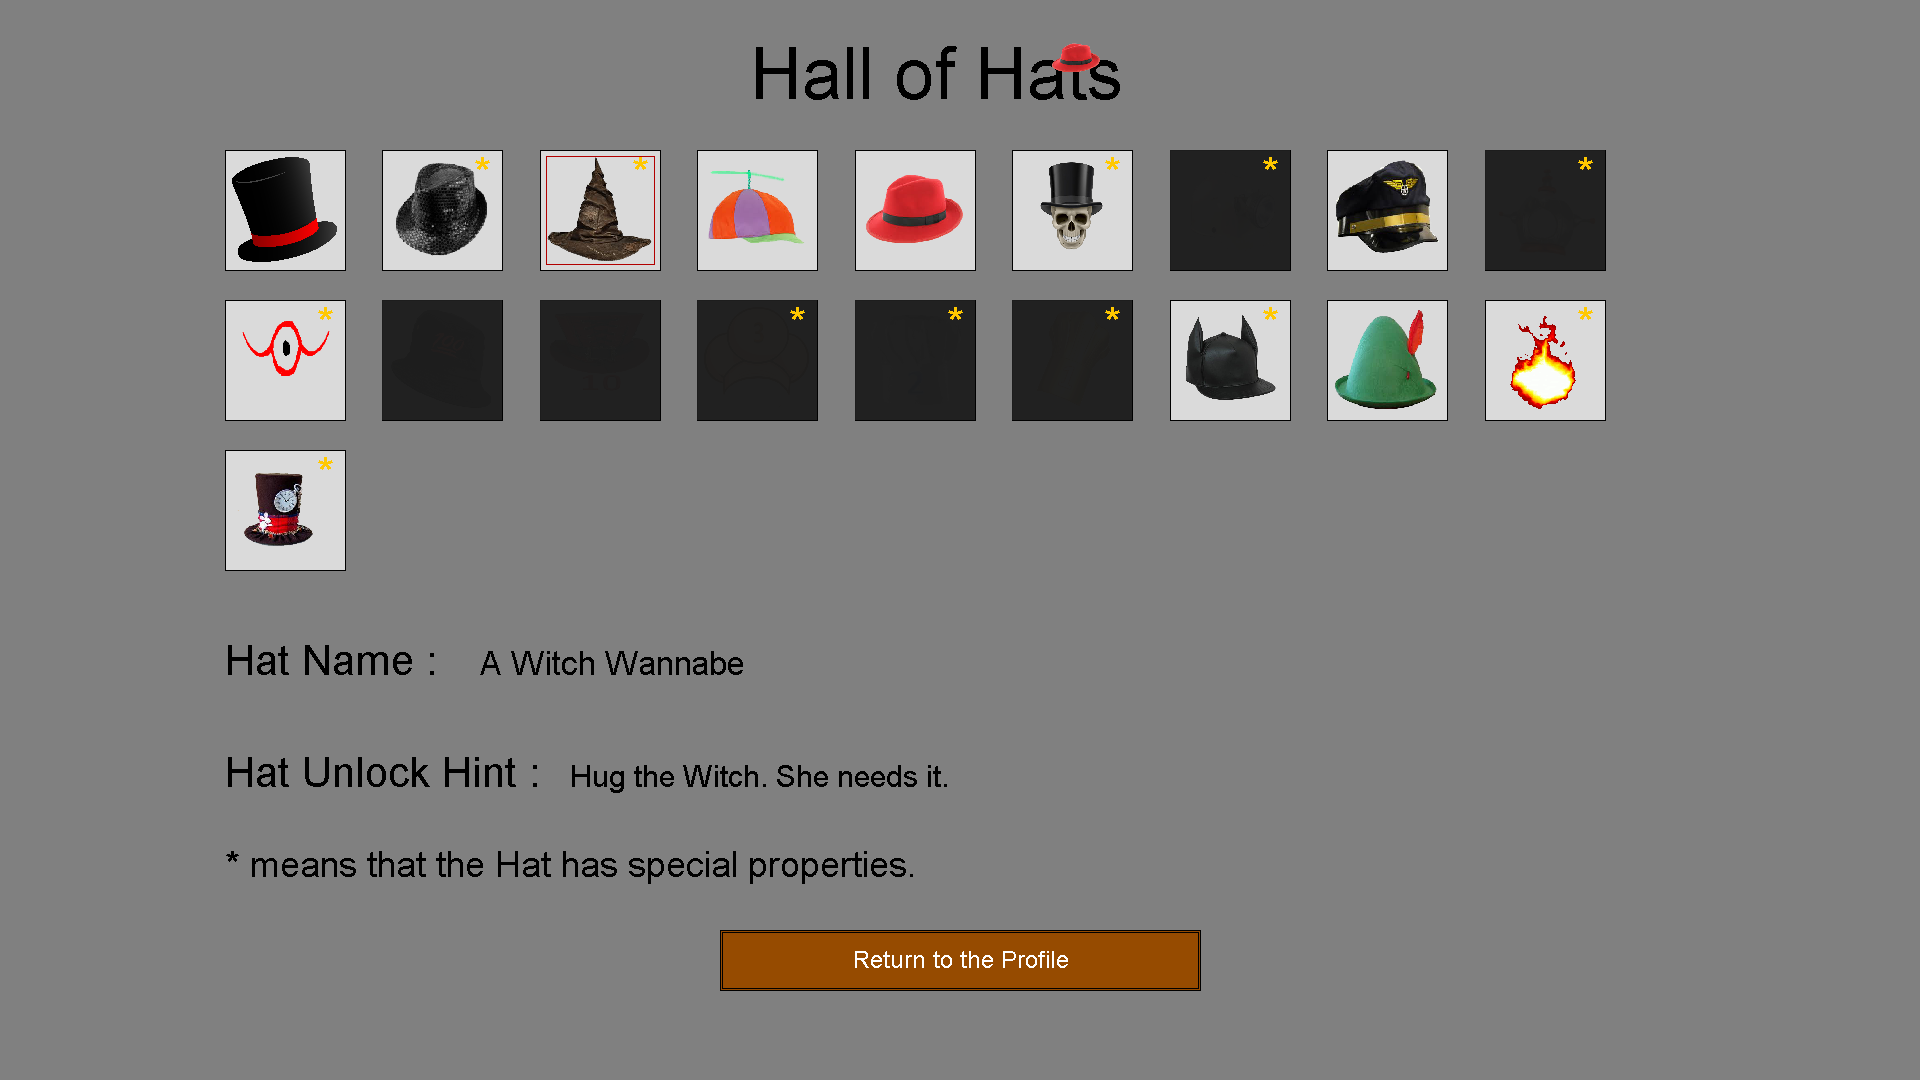 Hall of Hats
* * * * *
* * * * * *
*
Hat Name : A Witch Wannabe
Hat Unlock Hint : Hug the Witch. She needs it.
* means that the Hat has special properties.
Return to the Profile